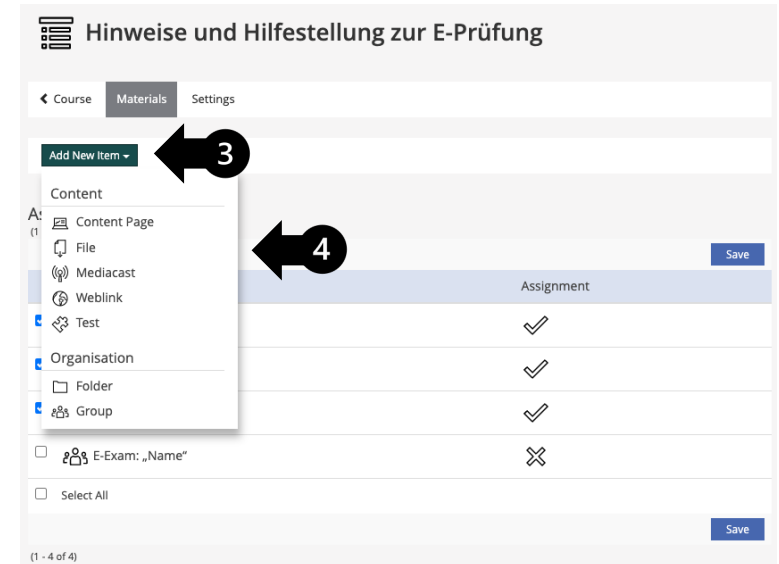 Hinweise und Hilfestellung zur E-Prüfung
Course Materials Settings
Add New Item
3
Content
Content Page
(1
File
4
Save
Mediacast
Assignment
Weblink
Test
Organisation
Folder
Group
E-Exam: „Name“
Select All
Save
(1 - 4 of 4)